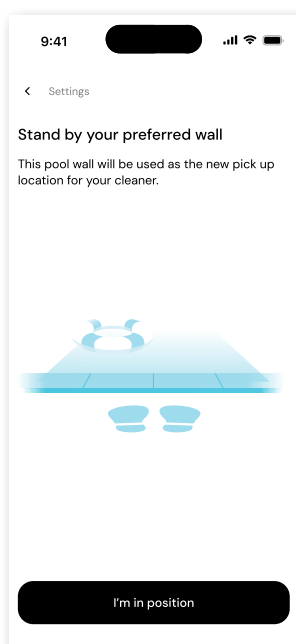 9:41
Settings
Stand by your preferred wall
This pool wall will be used as the new pick up
location for your cleaner.
I’m in position